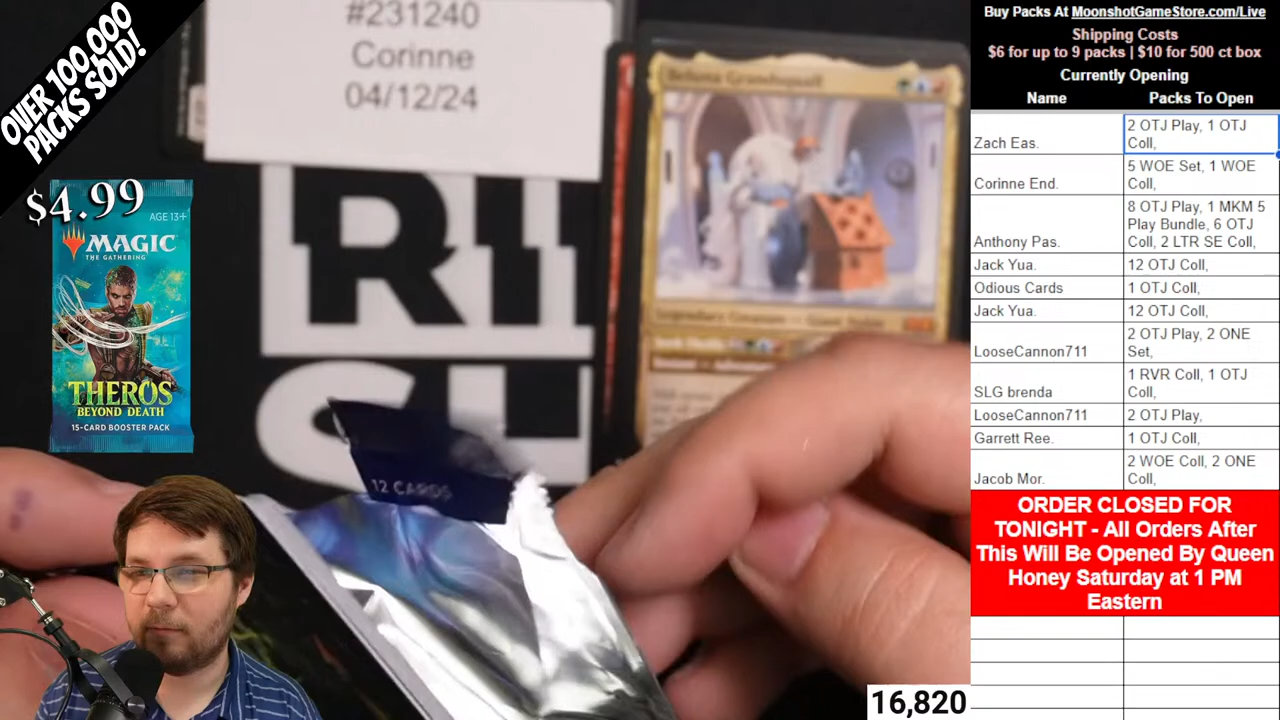 OVER 100,000
PACKS SOLD!
$4.99
AGE 13+
MAGIC
THE GATHERING
THEROS
BEYOND DEATH
15-CARD BOOSTER PACK
#231240
Corinne
04/12/24
12 CARDS
Buy Packs At MoonshotGameStore.com/Live
Shipping Costs
$6 for up to 9 packs | $10 for 500 ct box
Currently Opening
Name Packs To Open
Zach Eas. 2 OTJ Play, 1 OTJ
Coll,
Corinne End. 5 WOE Set, 1 WOE
Coll,
Anthony Pas. 8 OTJ Play, 1 MKM 5
Play Bundle, 6 OTJ
Coll, 2 LTR SE Coll,
Jack Yua. 12 OTJ Coll,
Odious Cards 1 OTJ Coll,
Jack Yua. 12 OTJ Coll,
LooseCannon711 2 OTJ Play, 2 ONE
Set,
SLG brenda 1 RVR Coll, 1 OTJ
Coll,
LooseCannon711 2 OTJ Play,
Garrett Ree. 1 OTJ Coll,
Jacob Mor. 2 WOE Coll, 2 ONE
Coll,
ORDER CLOSED FOR
TONIGHT - All Orders After
This Will Be Opened By Queen
Honey Saturday at 1 PM
Eastern
16,820